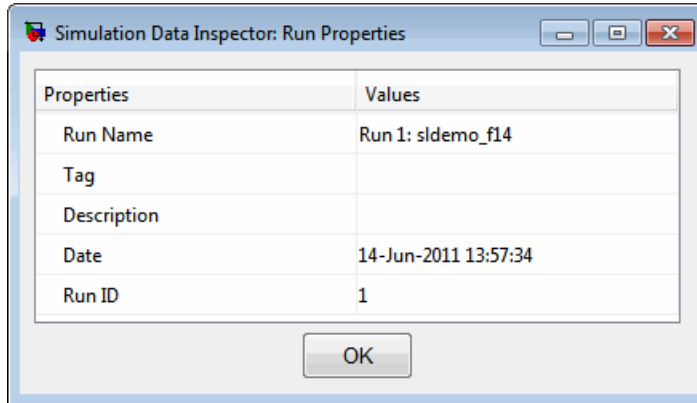 Simulation Data Inspector: Run Properties
Properties Values
Run Name Run 1: sldemo_f14
Tag
Description
Date 14-Jun-2011 13:57:34
Run ID 1
OK